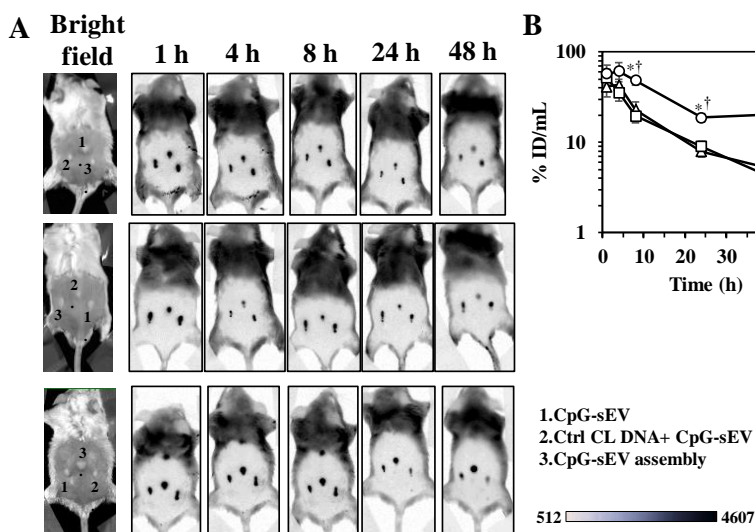 A
Bright field
1 h
4 h
8 h
24 h
48 h
1
2
3
2
3
1
3
1
2
B
% ID/mL
100
10
1
*†
*†
0
10
20
30
Time (h)
1.CpG-sEV
2.Ctrl CL DNA+ CpG-sEV
3.CpG-sEV assembly
512
4607